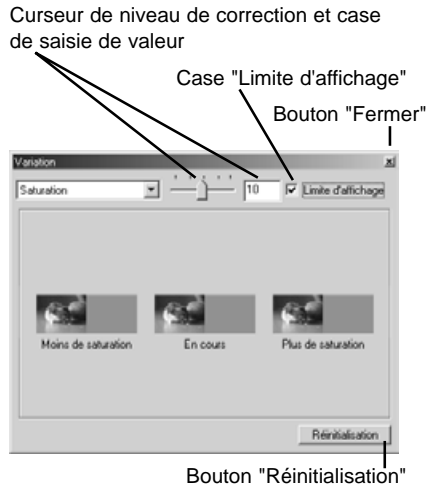 Curseur de niveau de correction et case
de saisie de valeur
Case "Limite d'affichage"
Bouton "Fermer"
Variation
Saturation
10
Limite d'affichage
Moins de saturation
En cours
Plus de saturation
Réinitialisation
Bouton "Réinitialisation"